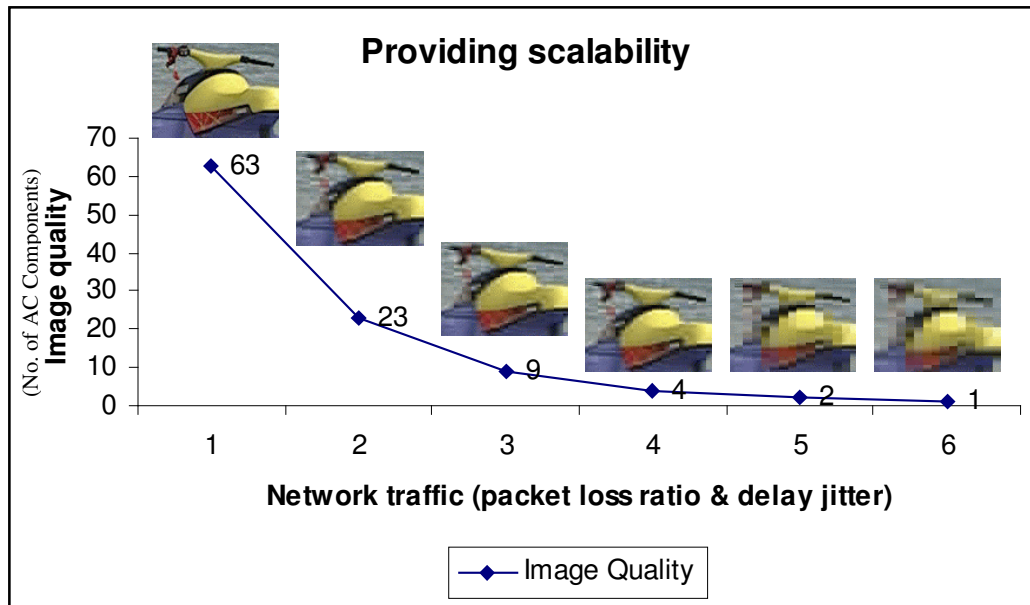 Providing scalability
(No. of AC Components)
Image quality
70
60
50
40
30
20
10
0
63
23
9
4
2
1
1 2 3 4 5 6
Network traffic (packet loss ratio & delay jitter)
Image Quality